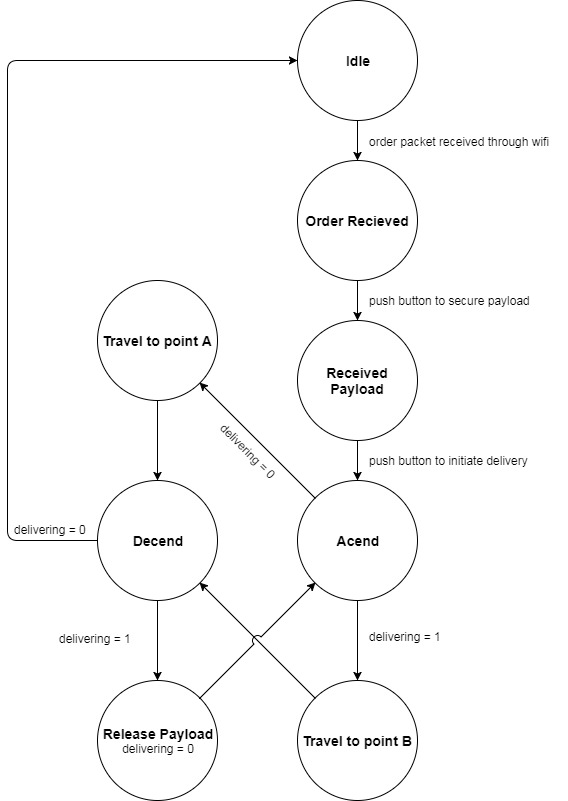 Idle
order packet received through wifi
Order Recieved
push button to secure payload
Travel to point A
Received
Payload
delivering = 0
push button to initiate delivery
delivering = 0
Decend
Acend
delivering = 1
delivering = 1
Release Payload
delivering = 0
Travel to point B